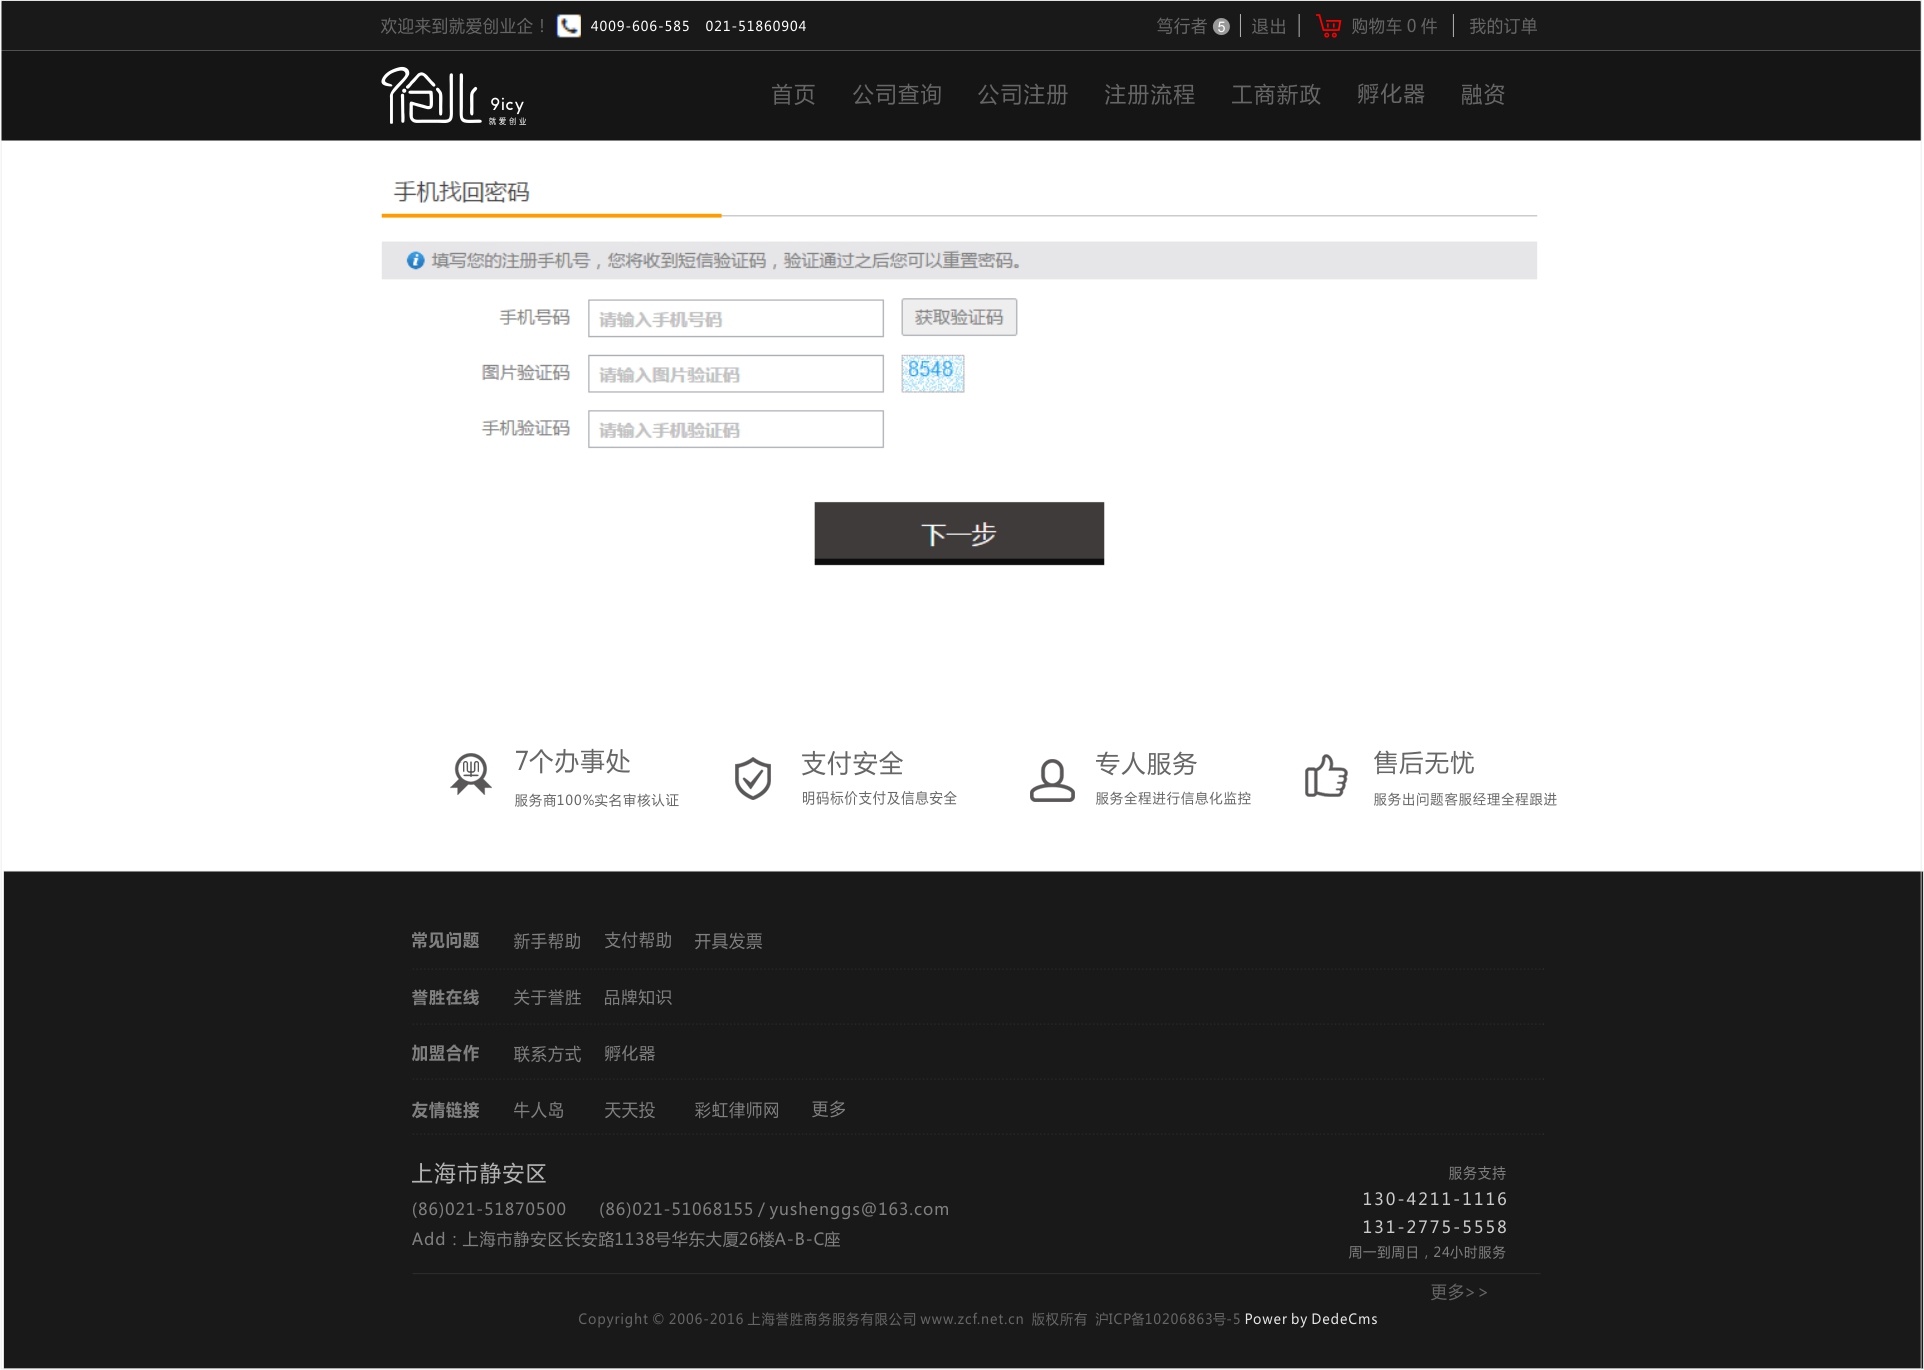 欢迎来到就爱创业企！ 4009-606-585 021-51860904 笃行者 5 退出 购物车 0 件 我的订单
9icy
就爱创业
首页 公司查询 公司注册 注册流程 工商新政 孵化器 融资
手机找回密码
填写您的注册手机号，您将收到短信验证码，验证通过之后您可以重置密码。
手机号码 请输入手机号码 获取验证码
图片验证码 请输入图片验证码 8548
手机验证码 请输入手机验证码
下一步
7个办事处 支付安全 专人服务 售后无忧
服务商100%实名审核认证 明码标价支付及信息安全 服务全程进行信息化监控 服务出问题客服经理全程跟进
常见问题 新手帮助 支付帮助 开具发票
誉胜在线 关于誉胜 品牌知识
加盟合作 联系方式 孵化器
友情链接 牛人岛 天天投 彩虹律师网 更多
上海市静安区
(86)021-51870500 (86)021-51068155 / yushenggs@163.com
Add：上海市静安区长安路1138号华东大厦26楼A-B-C座
服务支持
130-4211-1116
131-2775-5558
周一到周日，24小时服务
更多>>
Copyright © 2006-2016 上海誉胜商务服务有限公司 www.zcf.net.cn 版权所有 沪ICP备10206863号-5 Power by DedeCms